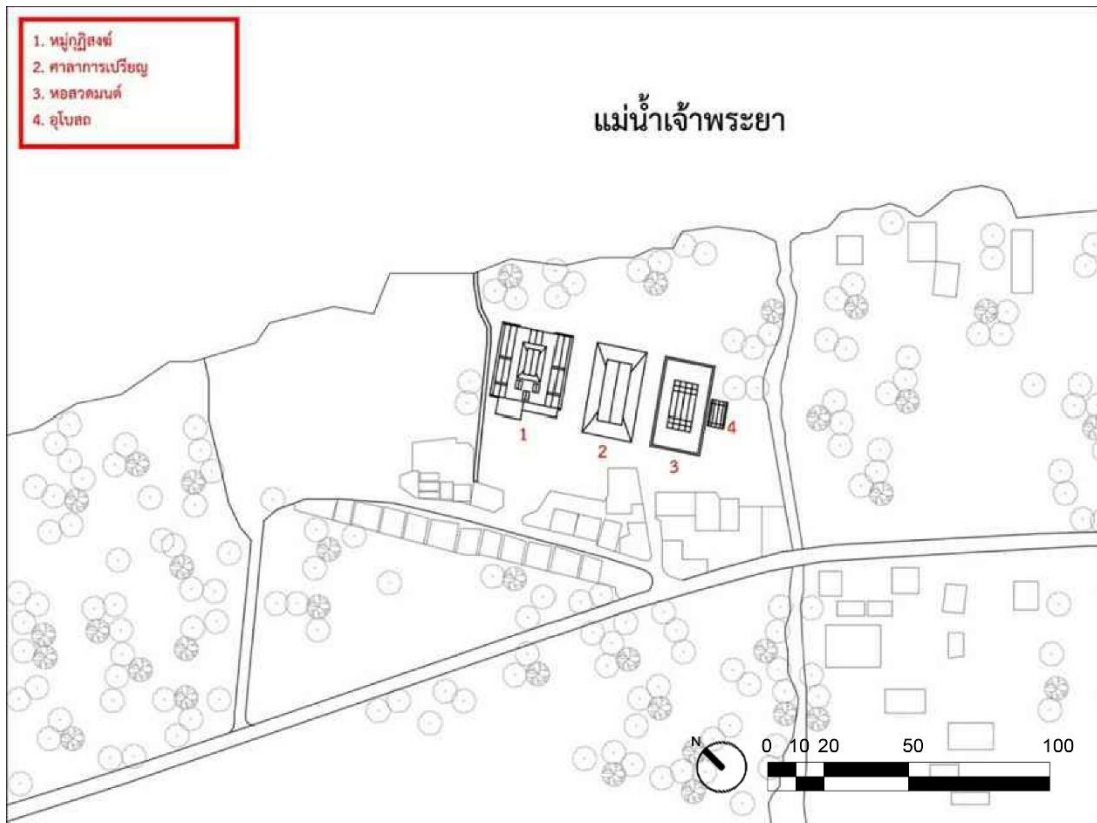 1. หมู่กุฏิสงฆ์
2. ศาลาการเปรียญ
3. หอสวดมนต์
4. อุโบสถ
แม่น้ำเจ้าพระยา
1
2
3
4
N
0 10 20 50 100